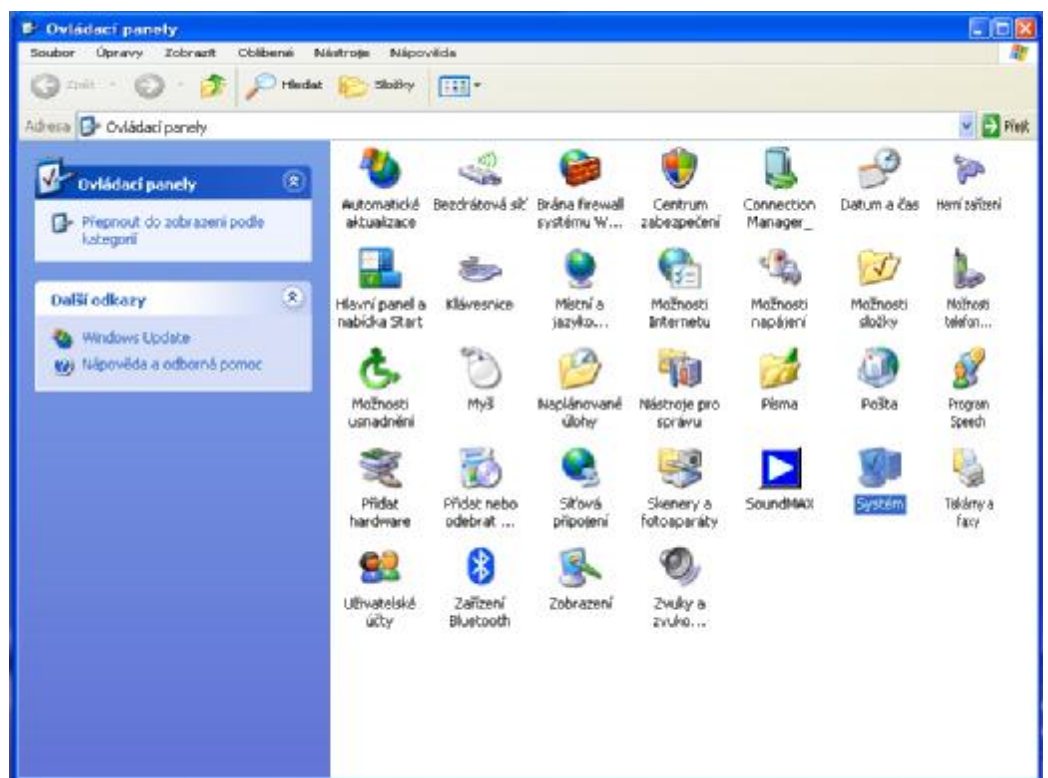 Ovládací panely
Soubor Úpravy Zobrazit Oblíbené Nástroje Nápověda
Zpět Hledat Složky
Adresa Ovládací panely Přejít
Ovládací panely
Přepnout do zobrazení podle
kategorií
Další odkazy
Windows Update
Nápověda a odborná pomoc
Automatické
aktualizace
Bezdrátová síť
Brána firewall
systému W...
Centrum
zabezpečení
Connection
Manager_
Datum a čas
Herní zařízení
Hlavní panel a
nabídka Start
Klávesnice
Místní a
jazyko...
Možnosti
Internetu
Možnosti
napájení
Možnosti
složky
Možnosti
telefon...
Možnosti
usnadnění
Myš
Naplánované
úlohy
Nástroje pro
správu
Písma
Pošta
Program
Speech
Přidat
hardware
Přidat nebo
odebrat ...
Síťová
připojení
Skenery a
fotoaparáty
SoundMAX
Systém
Tiskárny a
faxy
Uživatelské
účty
Zařízení
Bluetooth
Zobrazení
Zvuky a
zvuko...